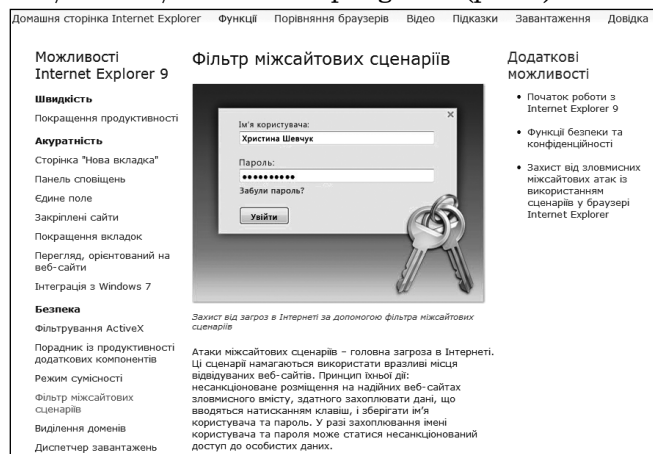 Домашня сторінка Internet Explorer Функції Порівняння браузерів Відео Підказки Завантаження Довідка
Можливості
Internet Explorer 9
Швидкість
Покращення продуктивності
Акуратність
Сторінка "Нова вкладка"
Панель сповіщень
Єдине поле
Закріплені сайти
Покращення вкладок
Перегляд, орієнтований на
веб-сайти
Інтеграція з Windows 7
Безпека
Фільтрування ActiveX
Порадник із продуктивності
додаткових компонентів
Режим сумісності
Фільтр міжсайтових
сценаріїв
Виділення доменів
Диспетчер завантажень
Фільтр міжсайтових сценаріїв
Ім'я користувача:
Христина Шевчук
Пароль:
••••••••••
Забули пароль?
Увійти
Захист від загроз в Інтернеті за допомогою фільтра міжсайтових
сценаріїв
Атаки міжсайтових сценаріїв – головна загроза в Інтернеті.
Ці сценарії намагаються використати вразливі місця
відвідуваних веб-сайтів. Принцип їхньої дії:
несанкціоноване розміщення на надійних веб-сайтах
зловмисного вмісту, здатного захоплювати дані, що
вводяться натисканням клавіш, і зберігати ім’я
користувача та пароль. У разі захоплювання імені
користувача та пароля може статися несанкціонований
доступ до особистих даних.
Додаткові
можливості
• Початок роботи з
Internet Explorer 9
• Функції безпеки та
конфіденційності
• Захист від зловмисних
міжсайтових атак із
використанням
сценаріїв у браузері
Internet Explorer